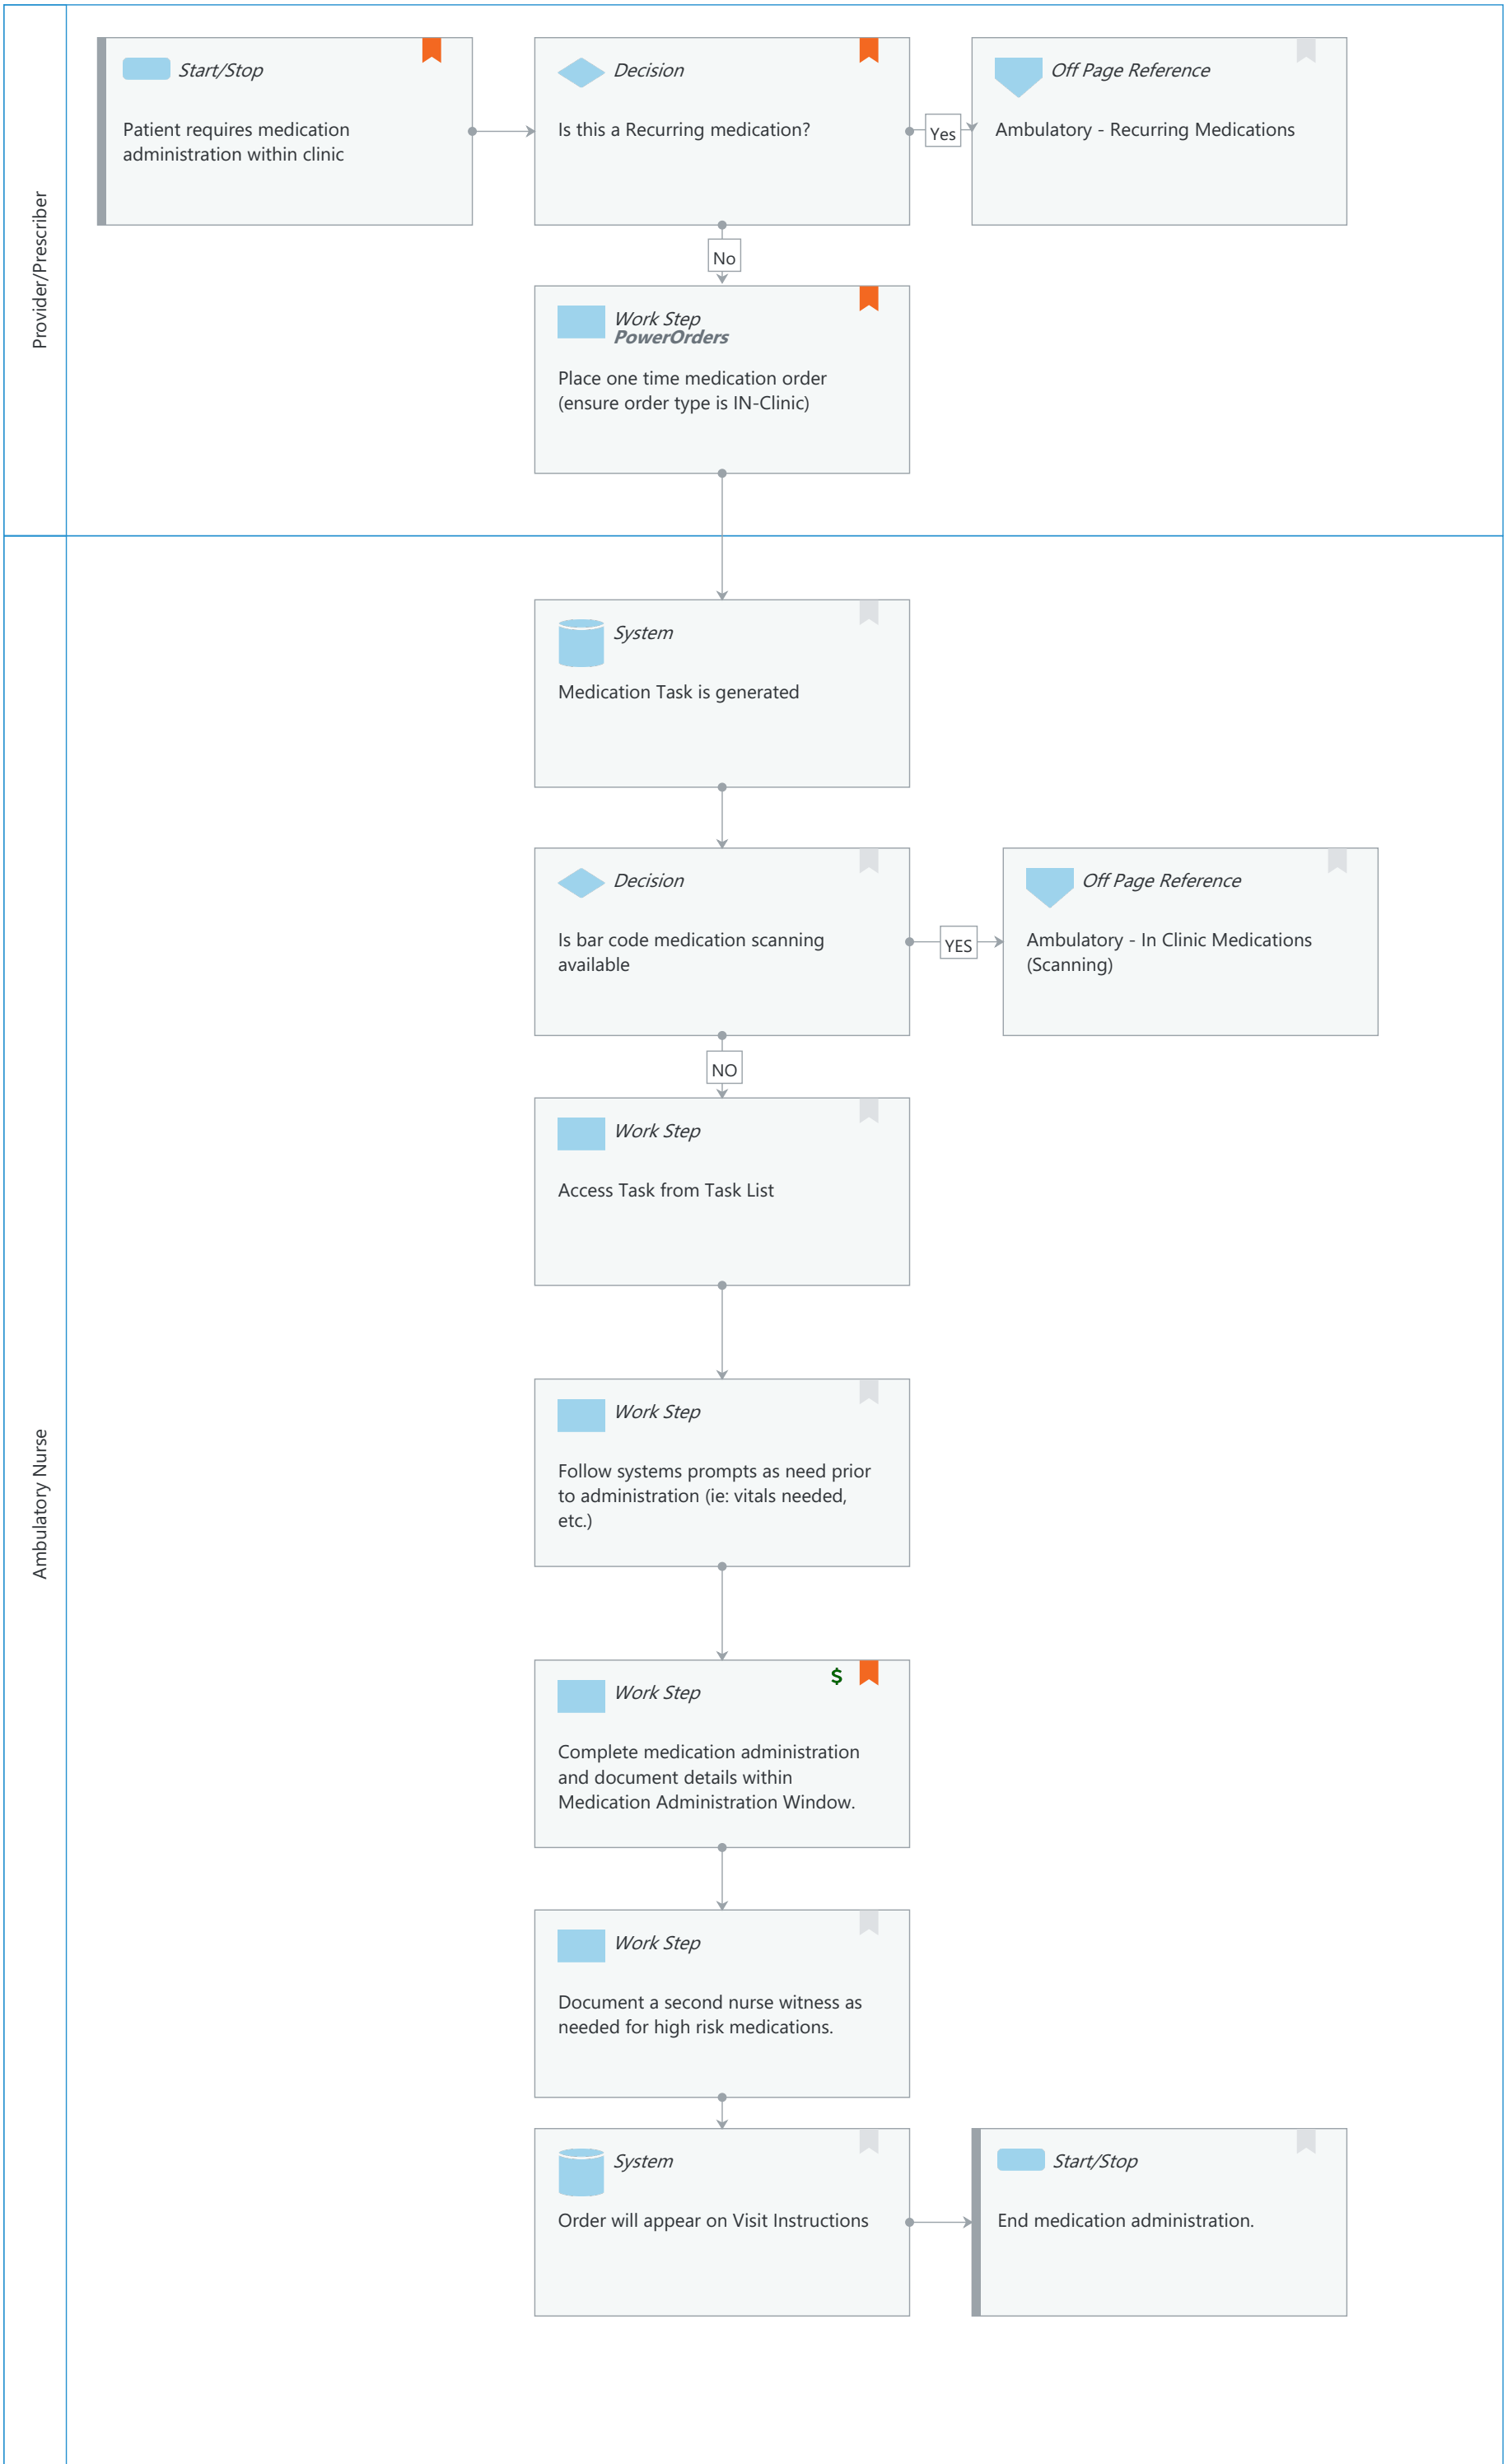 Provider/Prescriber
Start/Stop
Patient requires medication
administration within clinic
Decision
Is this a Recurring medication?
Yes
Off Page Reference
Ambulatory - Recurring Medications
No
Work Step
PowerOrders
Place one time medication order
(ensure order type is IN-Clinic)
Ambulatory Nurse
System
Medication Task is generated
Decision
Is bar code medication scanning
available
YES
Off Page Reference
Ambulatory - In Clinic Medications
(Scanning)
NO
Work Step
Access Task from Task List
Work Step
Follow systems prompts as need prior
to administration (ie: vitals needed,
etc.)
$
Work Step
Complete medication administration
and document details within
Medication Administration Window.
Work Step
Document a second nurse witness as
needed for high risk medications.
System
Order will appear on Visit Instructions
Start/Stop
End medication administration.